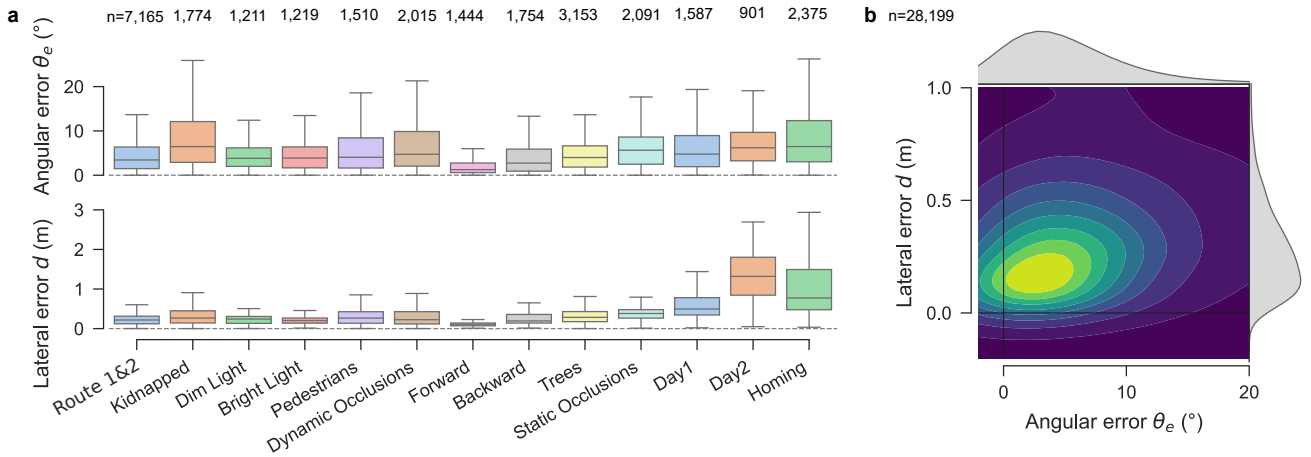 a
n=7,165 1,774 1,211 1,219 1,510 2,015 1,444 1,754 3,153 2,091 1,587 901 2,375
Angular error θe (°)
20
10
0
Lateral error d (m)
3
2
1
0
Route 1&2
Kidnapped
Dim Light
Bright Light
Pedestrians
Dynamic Occlusions
Forward
Backward
Trees
Static Occlusions
Day1
Day2
Homing
b
n=28,199
Lateral error d (m)
1.0
0.5
0.0
0 10 20
Angular error θe (°)